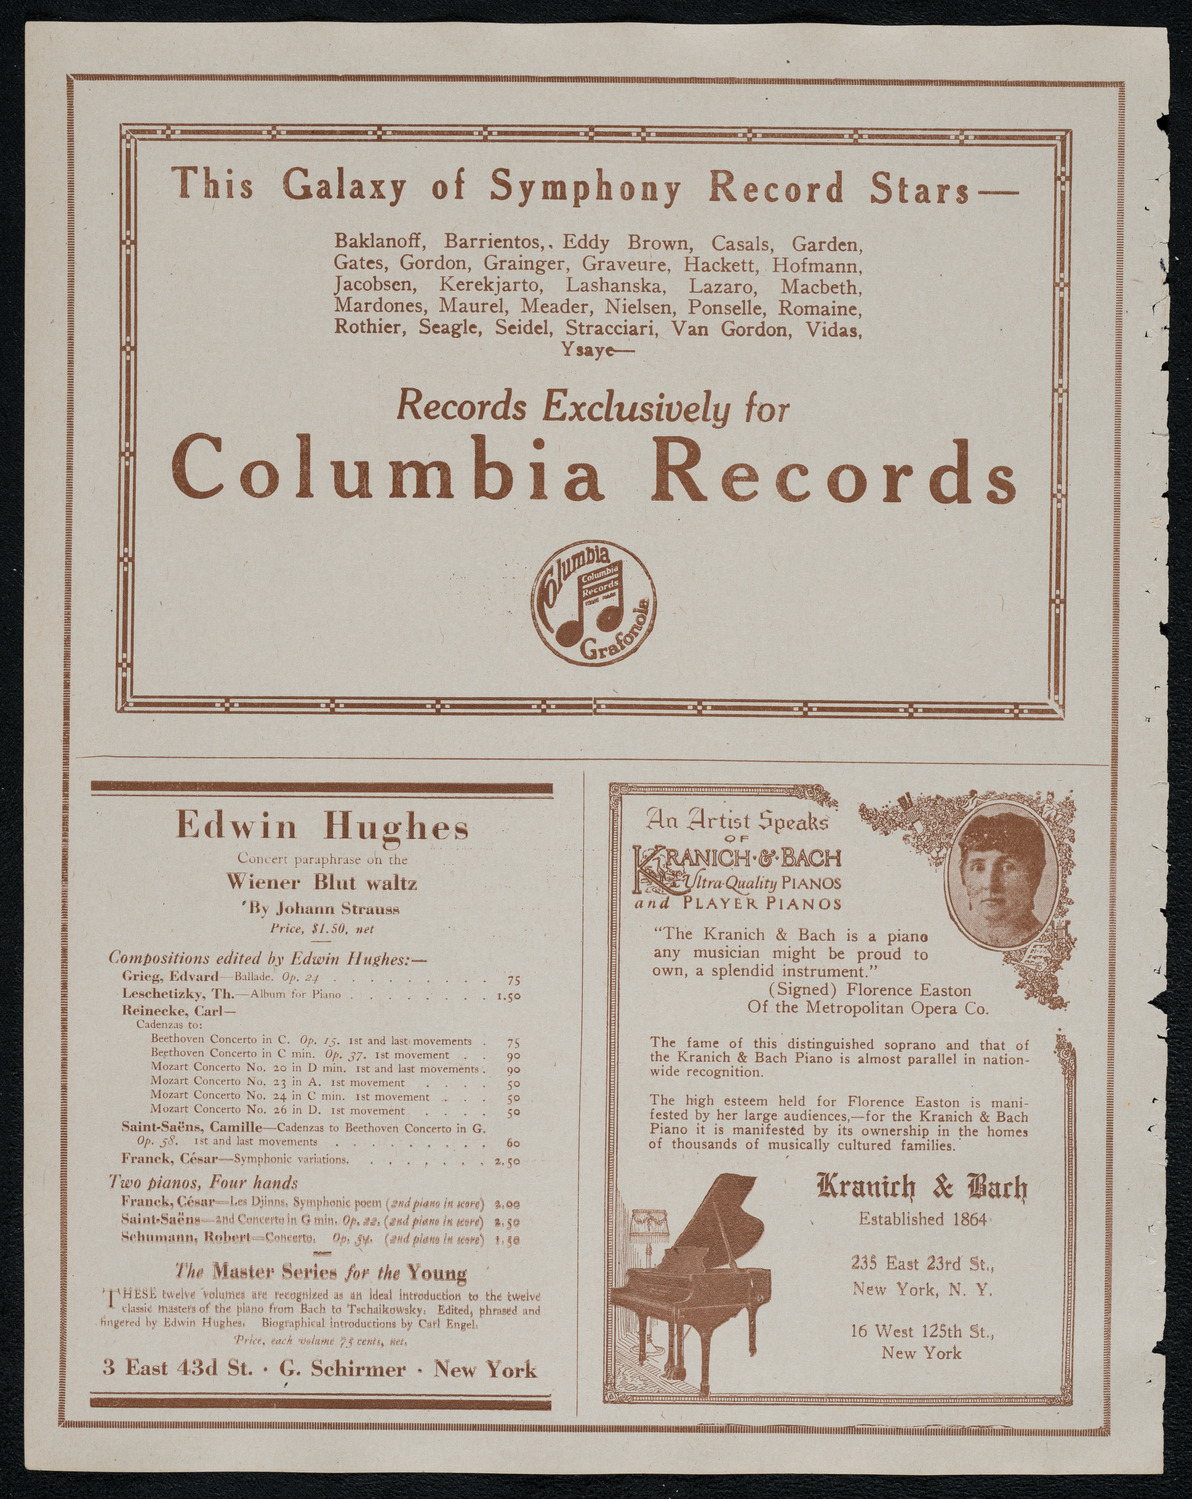 This Galaxy of Symphony Record Stars—
Baklanoff, Barrientos,. Eddy Brown, Casals, Garden,
Gates, Gordon, Grainger, Graveure, Hackett, Hofmann,
Jacobsen, Kerekjarto, Lashanska, Lazaro, Macbeth,
Mardones, Maurel, Meader, Nielsen, Ponselle, Romaine,
Rothier, Seagle, Seidel, Stracciari, Van Gordon, Vidas,
Ysaye—
Records Exclusively for
Columbia Records
Columbia
Columbia
Records
TRADE MARK
Grafonola
Edwin Hughes
Concert paraphrase on the
Wiener Blut waltz
'By Johann Strauss
Price, $1.50, net
Compositions edited by Edwin Hughes:—
Grieg, Edvard—Ballade. Op. 24 . . . . . . . . . 75
Leschetizky, Th.—Album for Piano . . . . . . . . 1.50
Reinecke, Carl—
Cadenzas to:
Beethoven Concerto in C. Op. 15. 1st and last movements . 75
Beethoven Concerto in C min. Op. 37. 1st movement . . 90
Mozart Concerto No. 20 in D min. 1st and last movements . 90
Mozart Concerto No. 23 in A. 1st movement . . . . 50
Mozart Concerto No. 24 in C min. 1st movement . . . 50
Mozart Concerto No. 26 in D. 1st movement . . . . 50
Saint-Saëns, Camille—Cadenzas to Beethoven Concerto in G.
Op. 58. 1st and last movements . . . . . . . . . 60
Franck, César—Symphonic variations. . . . . . . . 2.50
Two pianos, Four hands
Franck, César—Les Djinns, Symphonic poem (2nd piano in score) 2.00
Saint-Saëns—2nd Concerto in G min. Op. 22, (2nd piano in score) 2.50
Schumann, Robert—Concerto. Op. 54. (2nd piano in score) 1.50
The Master Series for the Young
THESE twelve volumes are recognized as an ideal introduction to the twelve
classic masters of the piano from Bach to Tschaikowsky. Edited, phrased and
fingered by Edwin Hughes. Biographical introductions by Carl Engel.
Price, each volume 75 cents, net.
3 East 43d St. · G. Schirmer · New York
An Artist Speaks
OF
KRANICH·&·BACH
Ultra-Quality PIANOS
and PLAYER PIANOS
"The Kranich & Bach is a piano
any musician might be proud to
own, a splendid instrument."
(Signed) Florence Easton
Of the Metropolitan Opera Co.
The fame of this distinguished soprano and that of
the Kranich & Bach Piano is almost parallel in nation-
wide recognition.
The high esteem held for Florence Easton is mani-
fested by her large audiences,—for the Kranich & Bach
Piano it is manifested by its ownership in the homes
of thousands of musically cultured families.
Kranich & Bach
Established 1864
235 East 23rd St.,
New York, N. Y.
16 West 125th St.,
New York